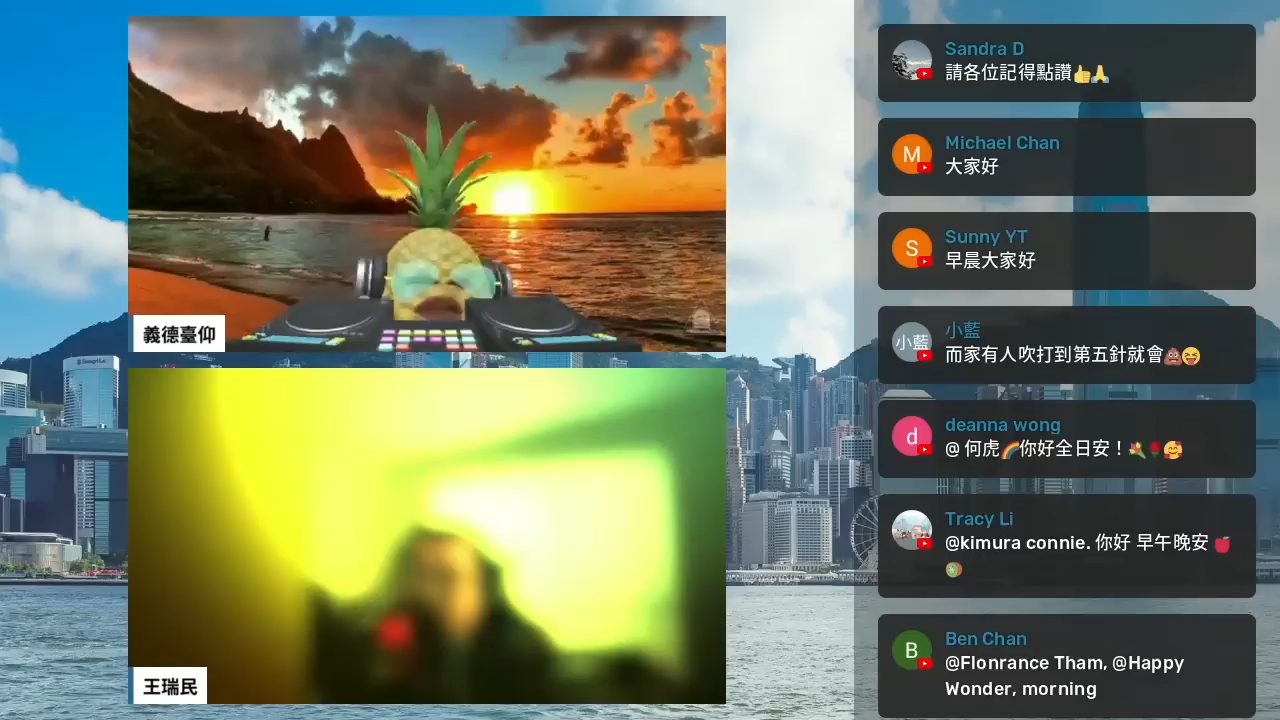 義德臺仰
王瑞民
Sandra D
請各位記得點讚👍🙏
Michael Chan
大家好
S
Sunny YT
早晨大家好
小藍
小藍
而家有人吹打到第五針就會💩😝
M
d
deanna wong
@ 何虎🌈你好全日安！💐🌹🥰
Tracy Li
@kimura connie. 你好 早午晚安 🍎
🥝
B
Ben Chan
@Flonrance Tham, @Happy
Wonder, morning